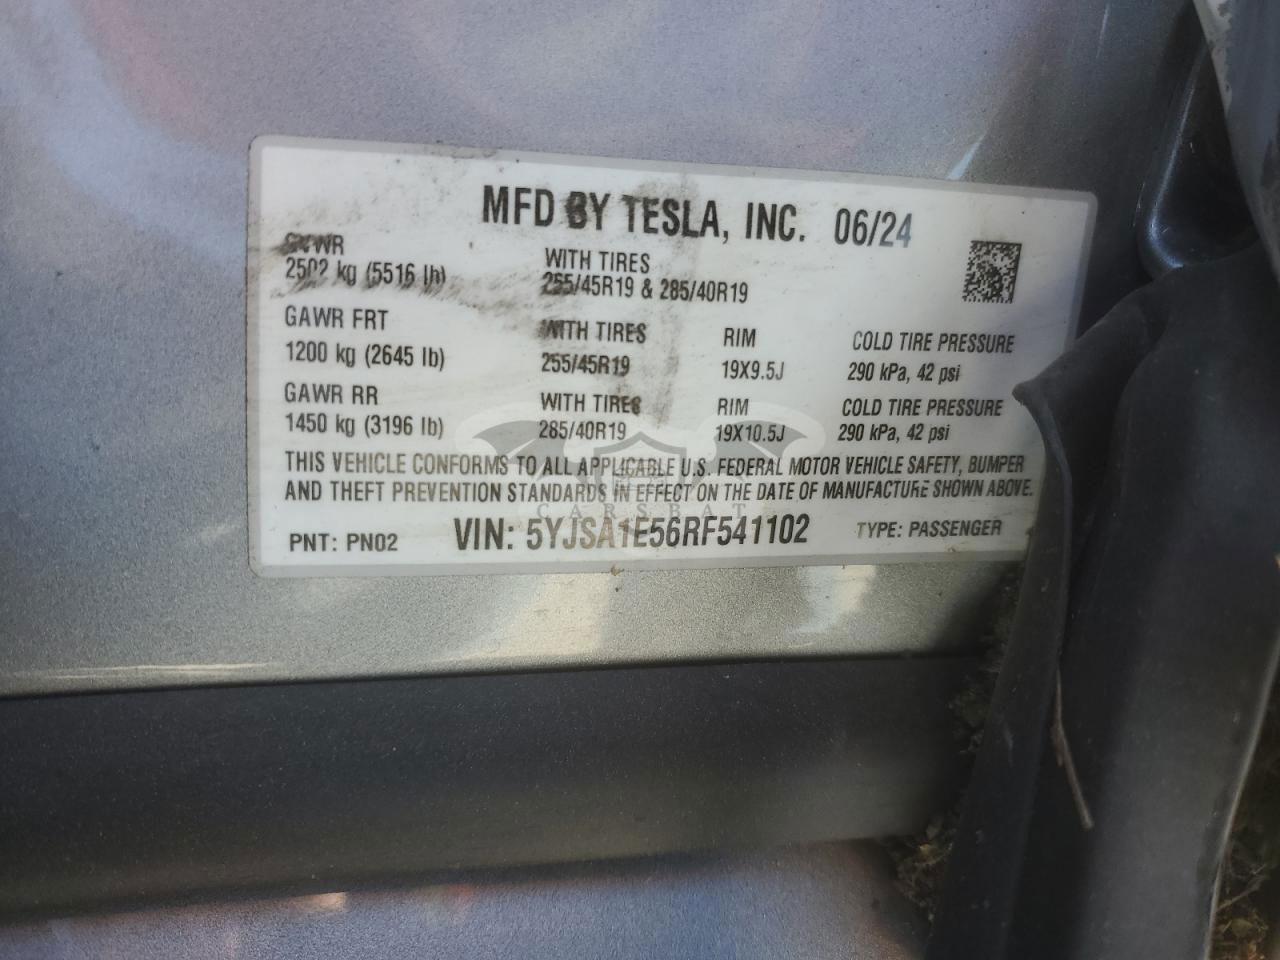 MFD BY TESLA, INC. 06/24
GVWR
2502 kg (5516 lb)
WITH TIRES
255/45R19 & 285/40R19
GAWR FRT
1200 kg (2645 lb)
WITH TIRES
255/45R19
RIM
19X9.5J
COLD TIRE PRESSURE
290 kPa, 42 psi
GAWR RR
1450 kg (3196 lb)
WITH TIRES
285/40R19
RIM
19X10.5J
COLD TIRE PRESSURE
290 kPa, 42 psi
THIS VEHICLE CONFORMS TO ALL APPLICABLE U.S. FEDERAL MOTOR VEHICLE SAFETY, BUMPER
AND THEFT PREVENTION STANDARDS IN EFFECT ON THE DATE OF MANUFACTURE SHOWN ABOVE.
CARSBAT
PNT: PN02
VIN: 5YJSA1E56RF541102
TYPE: PASSENGER